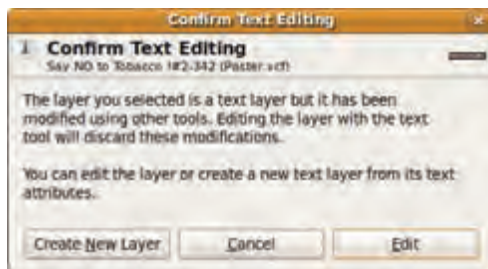 Confirm Text Editing
Confirm Text Editing
Say NO to Tobacco !#2-342 (Poster.xcf)
The layer you selected is a text layer but it has been
modified using other tools. Editing the layer with the text
tool will discard these modifications.
You can edit the layer or create a new text layer from its text
attributes.
Create New Layer
Cancel
Edit